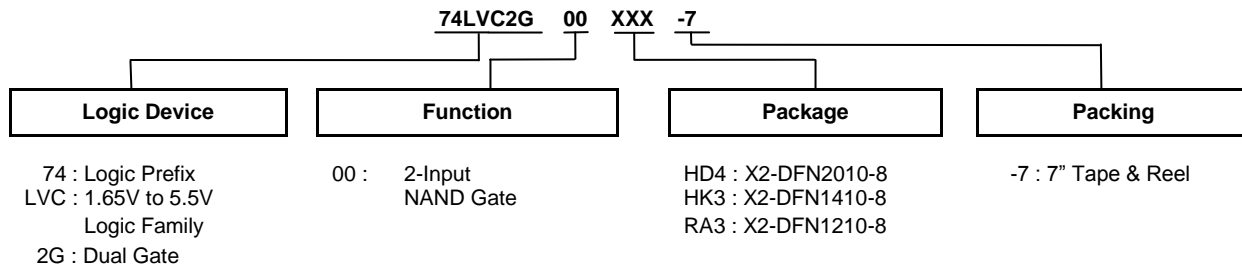 74LVC2G 00 XXX -7
Logic Device
Function
Package
Packing
74 : Logic Prefix
LVC : 1.65V to 5.5V
Logic Family
2G : Dual Gate
00 : 2-Input
NAND Gate
HD4 : X2-DFN2010-8
HK3 : X2-DFN1410-8
RA3 : X2-DFN1210-8
-7 : 7” Tape & Reel